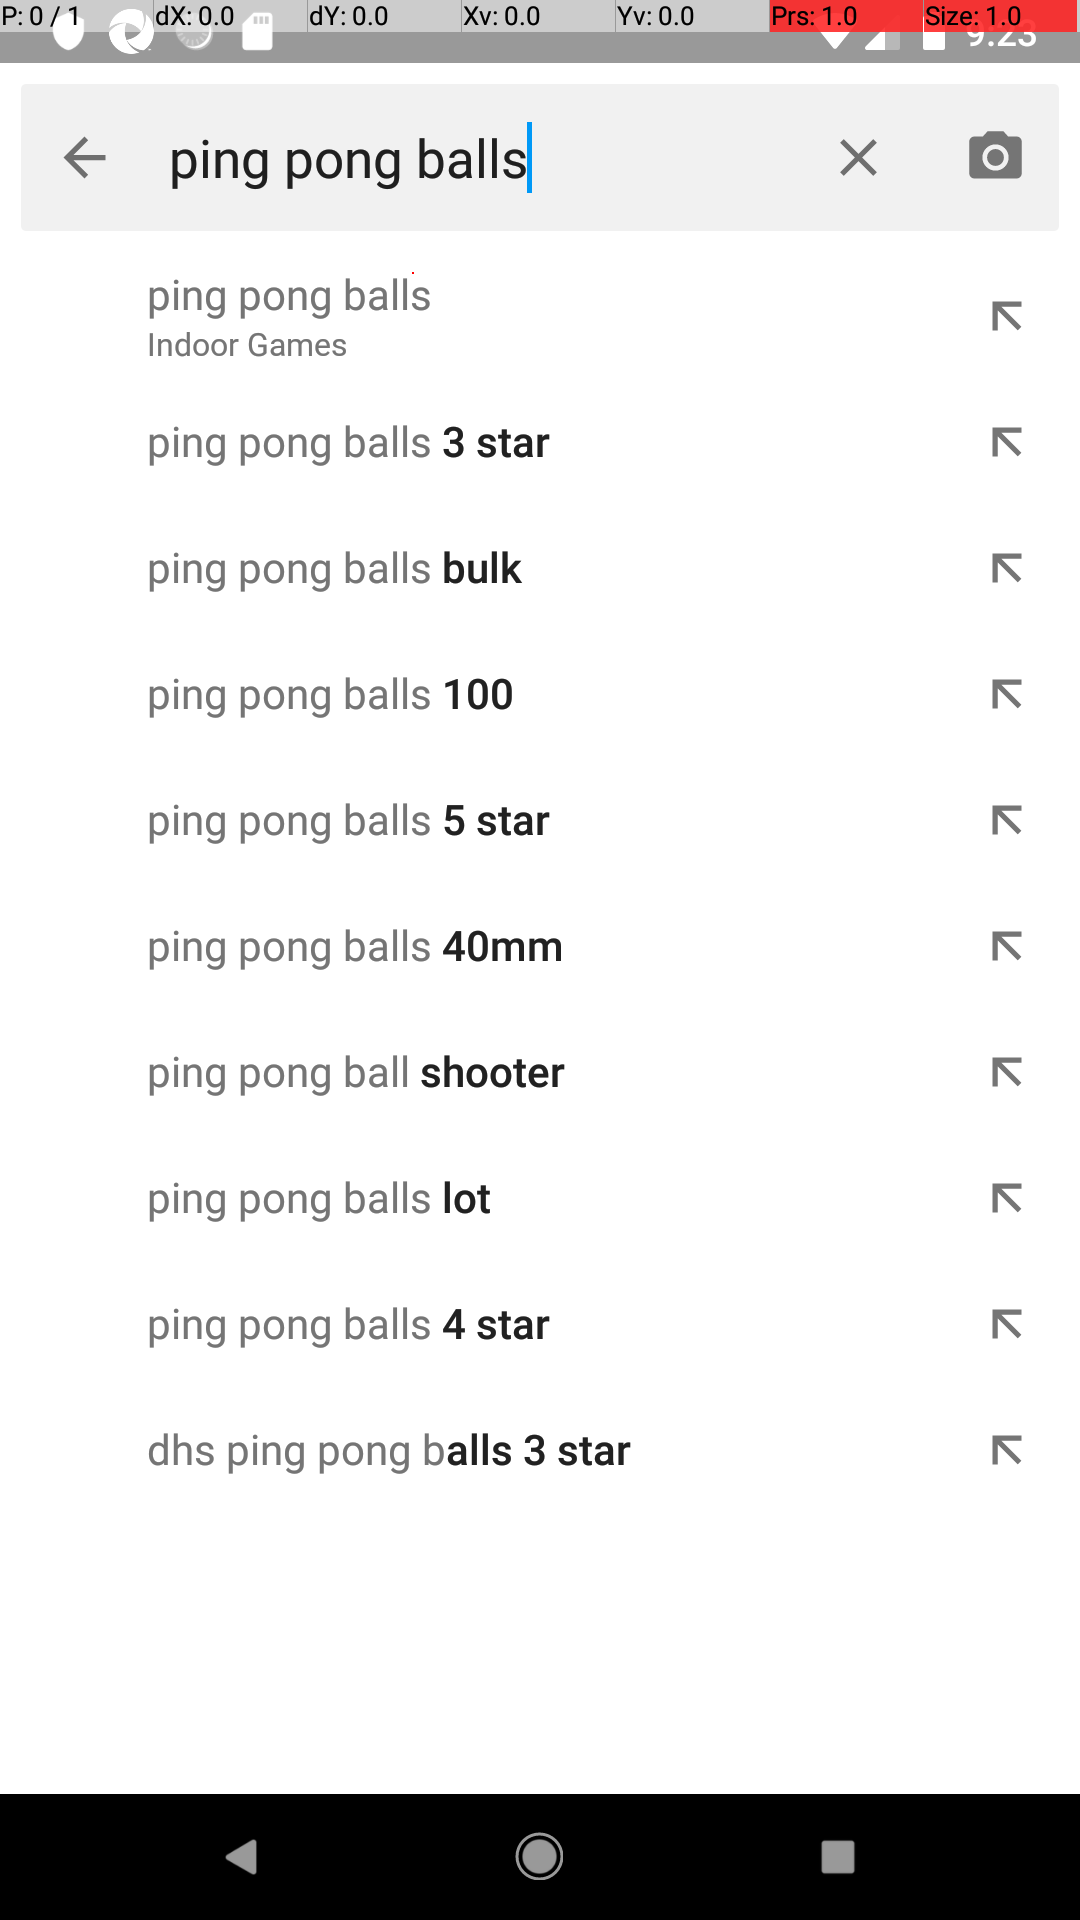 P: 0 / 1 dX: 0.0 dY: 0.0 Xv: 0.0 Yv: 0.0 Prs: 1.0 Size: 1.0
9:23
ping pong balls
ping pong balls
Indoor Games
ping pong balls 3 star
ping pong balls bulk
ping pong balls 100
ping pong balls 5 star
ping pong balls 40mm
ping pong ball shooter
ping pong balls lot
ping pong balls 4 star
dhs ping pong balls 3 star